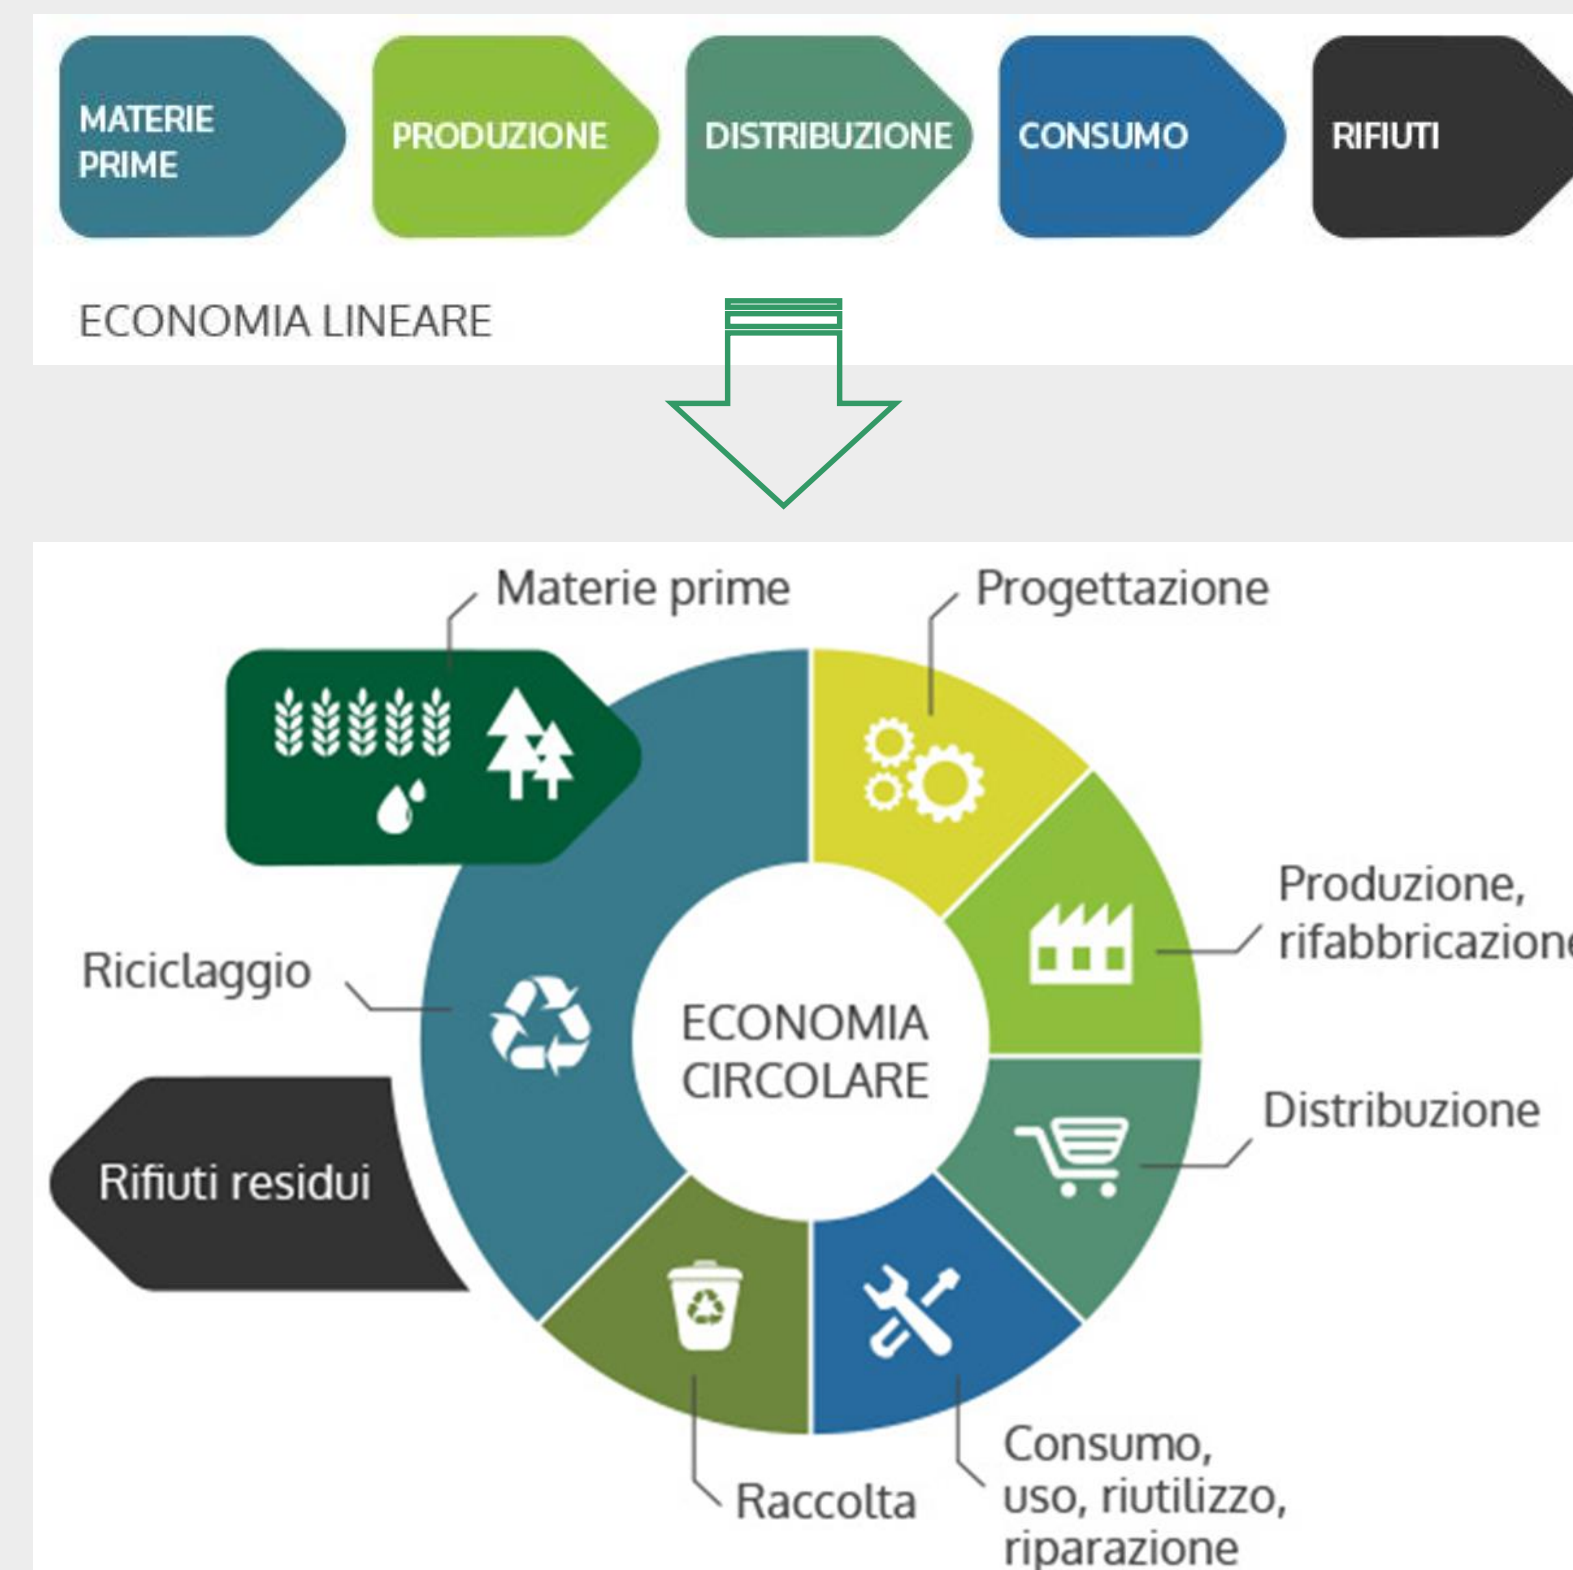 MATERIE
PRIME
PRODUZIONE
DISTRIBUZIONE
CONSUMO
RIFIUTI
ECONOMIA LINEARE
Materie prime
Progettazione
Produzione,
rifabbricazione
Riciclaggio
ECONOMIA
CIRCOLARE
Distribuzione
Rifiuti residui
Consumo,
uso, riutilizzo,
riparazione
Raccolta